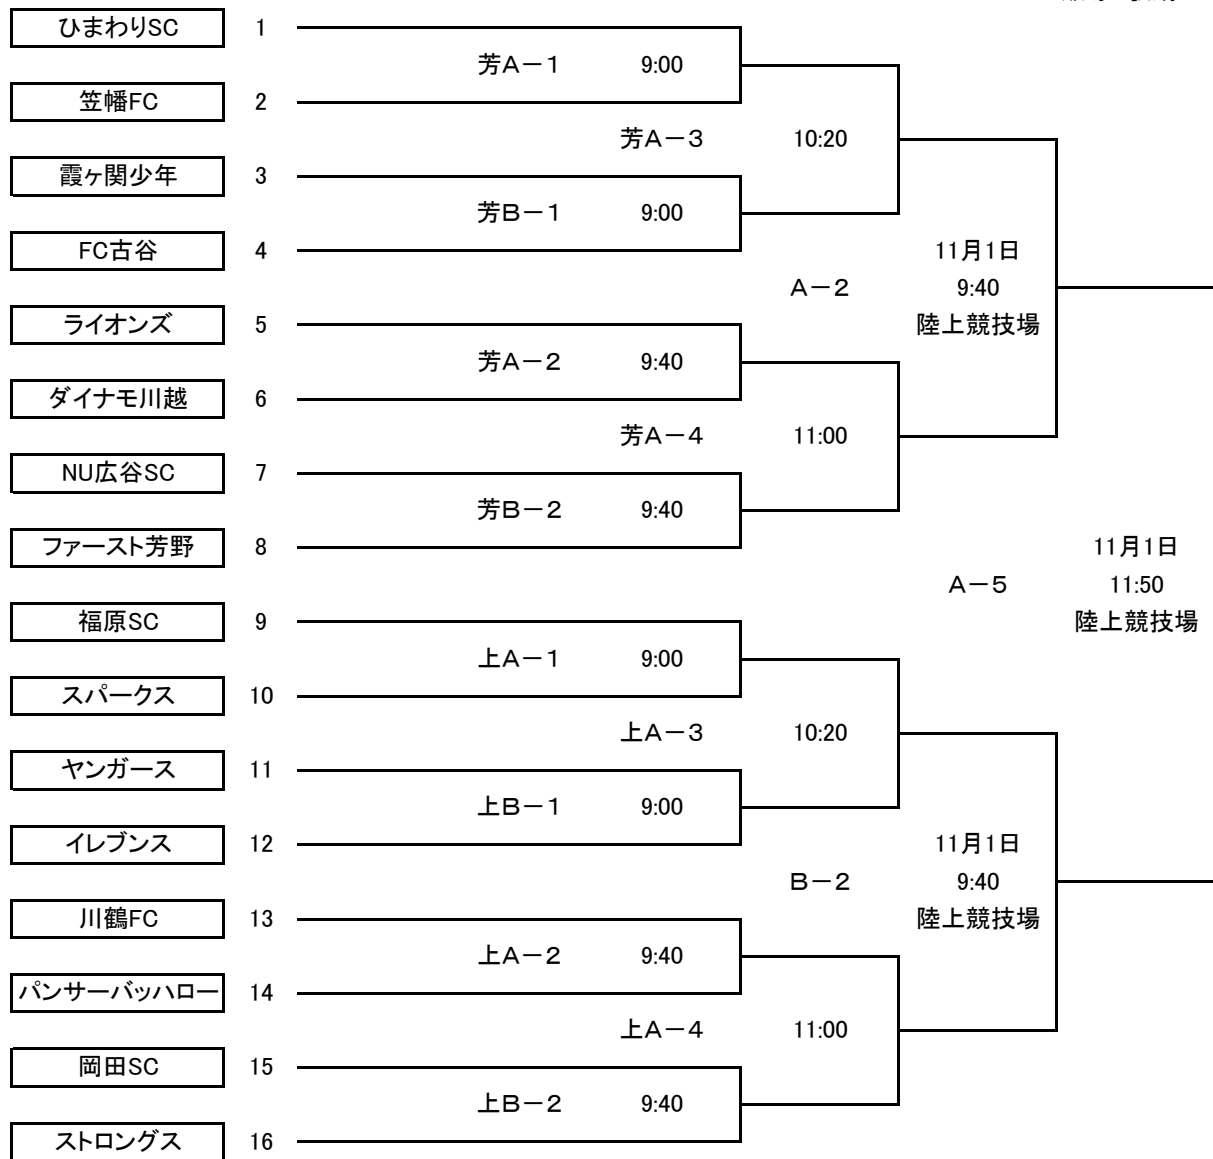 ひまわりSC 1
芳A－1 9:00
笠幡FC 2
芳A－3 10:20
霞ヶ関少年 3
芳B－1 9:00
FC古谷 4
11月1日
A－2 9:40
ライオンズ 5
陸上競技場
芳A－2 9:40
ダイナモ川越 6
芳A－4 11:00
NU広谷SC 7
芳B－2 9:40
ファースト芳野 8
11月1日
A－5 11:50
福原SC 9
陸上競技場
上A－1 9:00
スパークス 10
上A－3 10:20
ヤンガース 11
上B－1 9:00
イレブンス 12
11月1日
B－2 9:40
川鶴FC 13
陸上競技場
上A－2 9:40
パンサーバッハロー 14
上A－4 11:00
岡田SC 15
上B－2 9:40
ストロングス 16